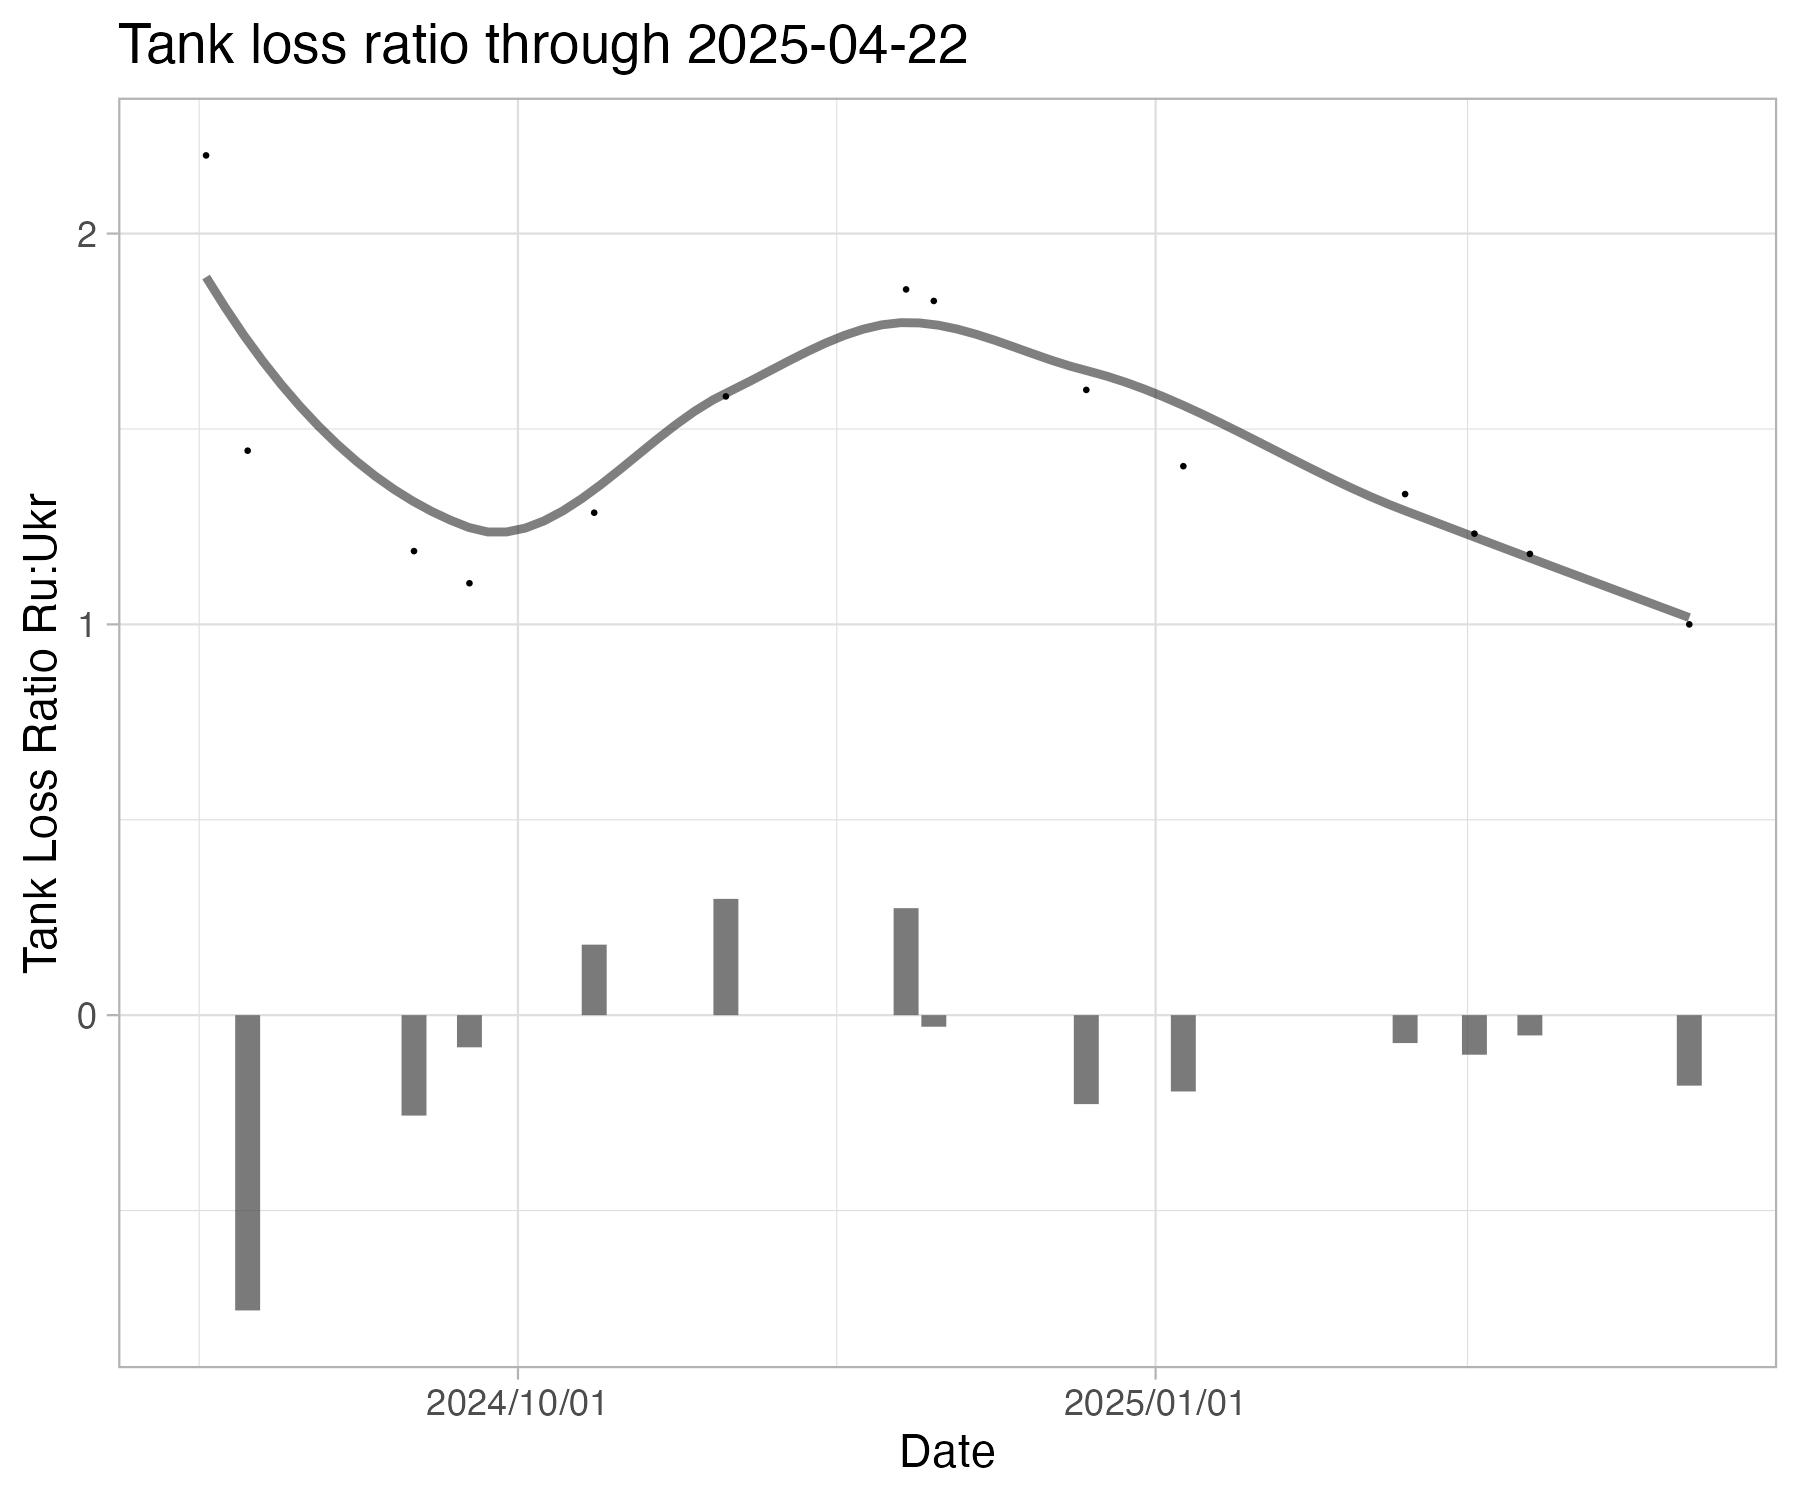 Tank loss ratio through 2025-04-22
Tank Loss Ratio Ru:Ukr
2
1
0
2024/10/01
2025/01/01
Date